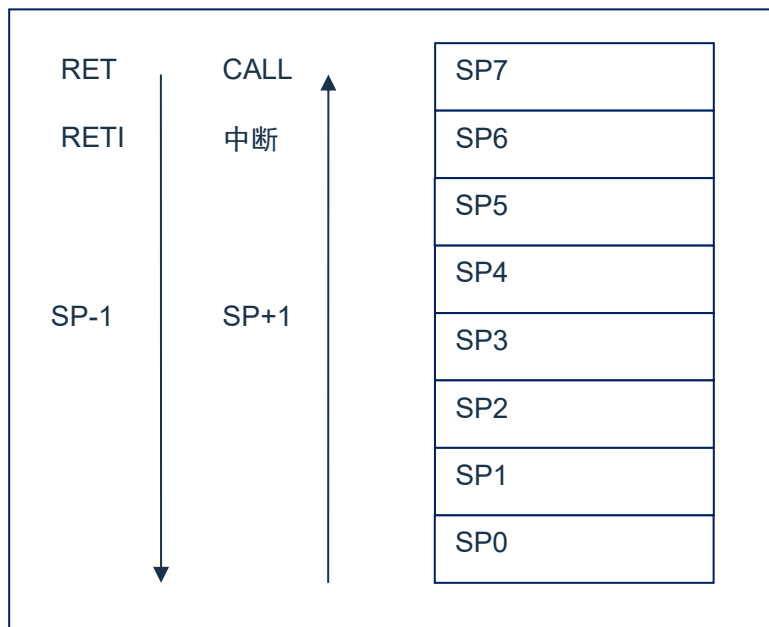 RET CALL SP7
RETI 中断 SP6
SP5
SP4
SP-1 SP+1 SP3
SP2
SP1
SP0